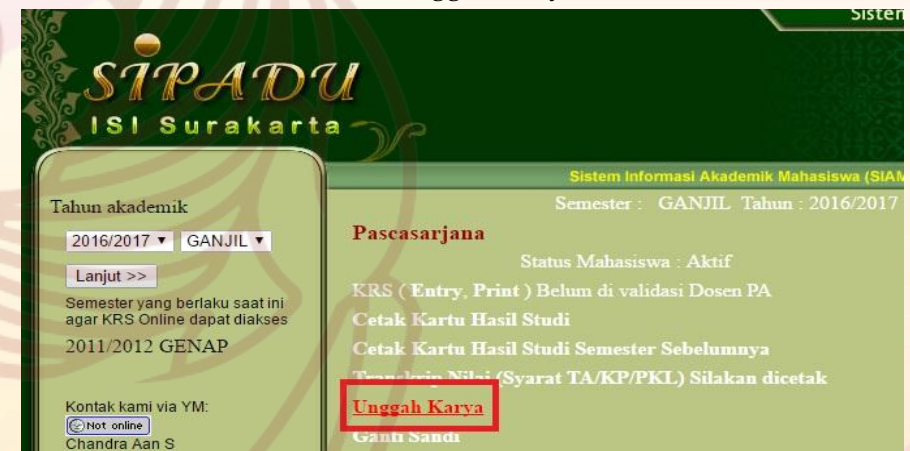 Sistem
SIPADU
ISI Surakarta
Sistem Informasi Akademik Mahasiswa (SIAM
Semester : GANJIL Tahun : 2016/2017
Tahun akademik
2016/2017 GANJIL
Lanjut >>
Semester yang berlaku saat ini
agar KRS Online dapat diakses
2011/2012 GENAP
Kontak kami via YM:
Not online
Chandra Aan S
Pascasarjana
Status Mahasiswa : Aktif
KRS ( Entry, Print ) Belum di validasi Dosen PA
Cetak Kartu Hasil Studi
Cetak Kartu Hasil Studi Semester Sebelumnya
Transkrip Nilai (Syarat TA/KP/PKL) Silakan dicetak
Unggah Karya
Ganti Sandi